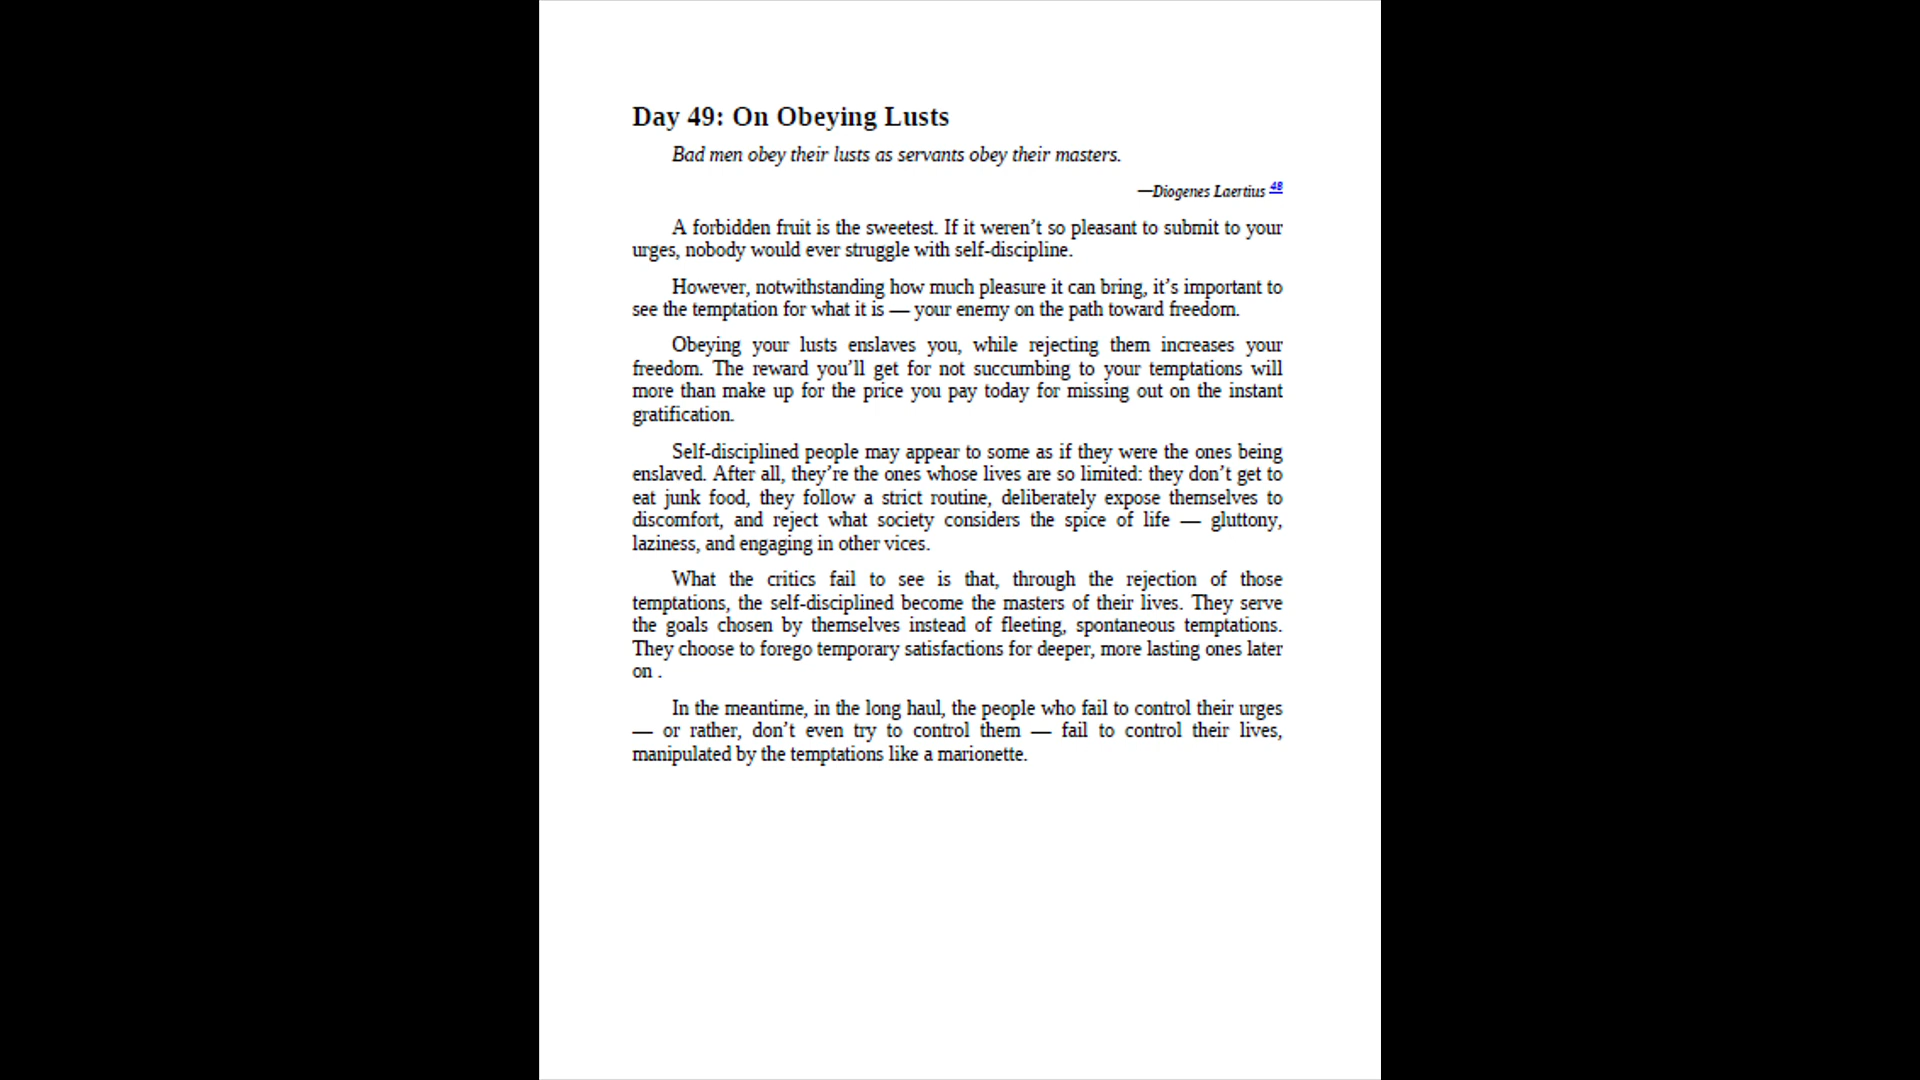 Day 49: On Obeying Lusts
Bad men obey their lusts as servants obey their masters.
—Diogenes Laertius 48
A forbidden fruit is the sweetest. If it weren’t so pleasant to submit to your
urges, nobody would ever struggle with self-discipline.
However, notwithstanding how much pleasure it can bring, it’s important to
see the temptation for what it is — your enemy on the path toward freedom.
Obeying your lusts enslaves you, while rejecting them increases your
freedom. The reward you’ll get for not succumbing to your temptations will
more than make up for the price you pay today for missing out on the instant
gratification.
Self-disciplined people may appear to some as if they were the ones being
enslaved. After all, they’re the ones whose lives are so limited: they don’t get to
eat junk food, they follow a strict routine, deliberately expose themselves to
discomfort, and reject what society considers the spice of life — gluttony,
laziness, and engaging in other vices.
What the critics fail to see is that, through the rejection of those
temptations, the self-disciplined become the masters of their lives. They serve
the goals chosen by themselves instead of fleeting, spontaneous temptations.
They choose to forego temporary satisfactions for deeper, more lasting ones later
on .
In the meantime, in the long haul, the people who fail to control their urges
— or rather, don’t even try to control them — fail to control their lives,
manipulated by the temptations like a marionette.